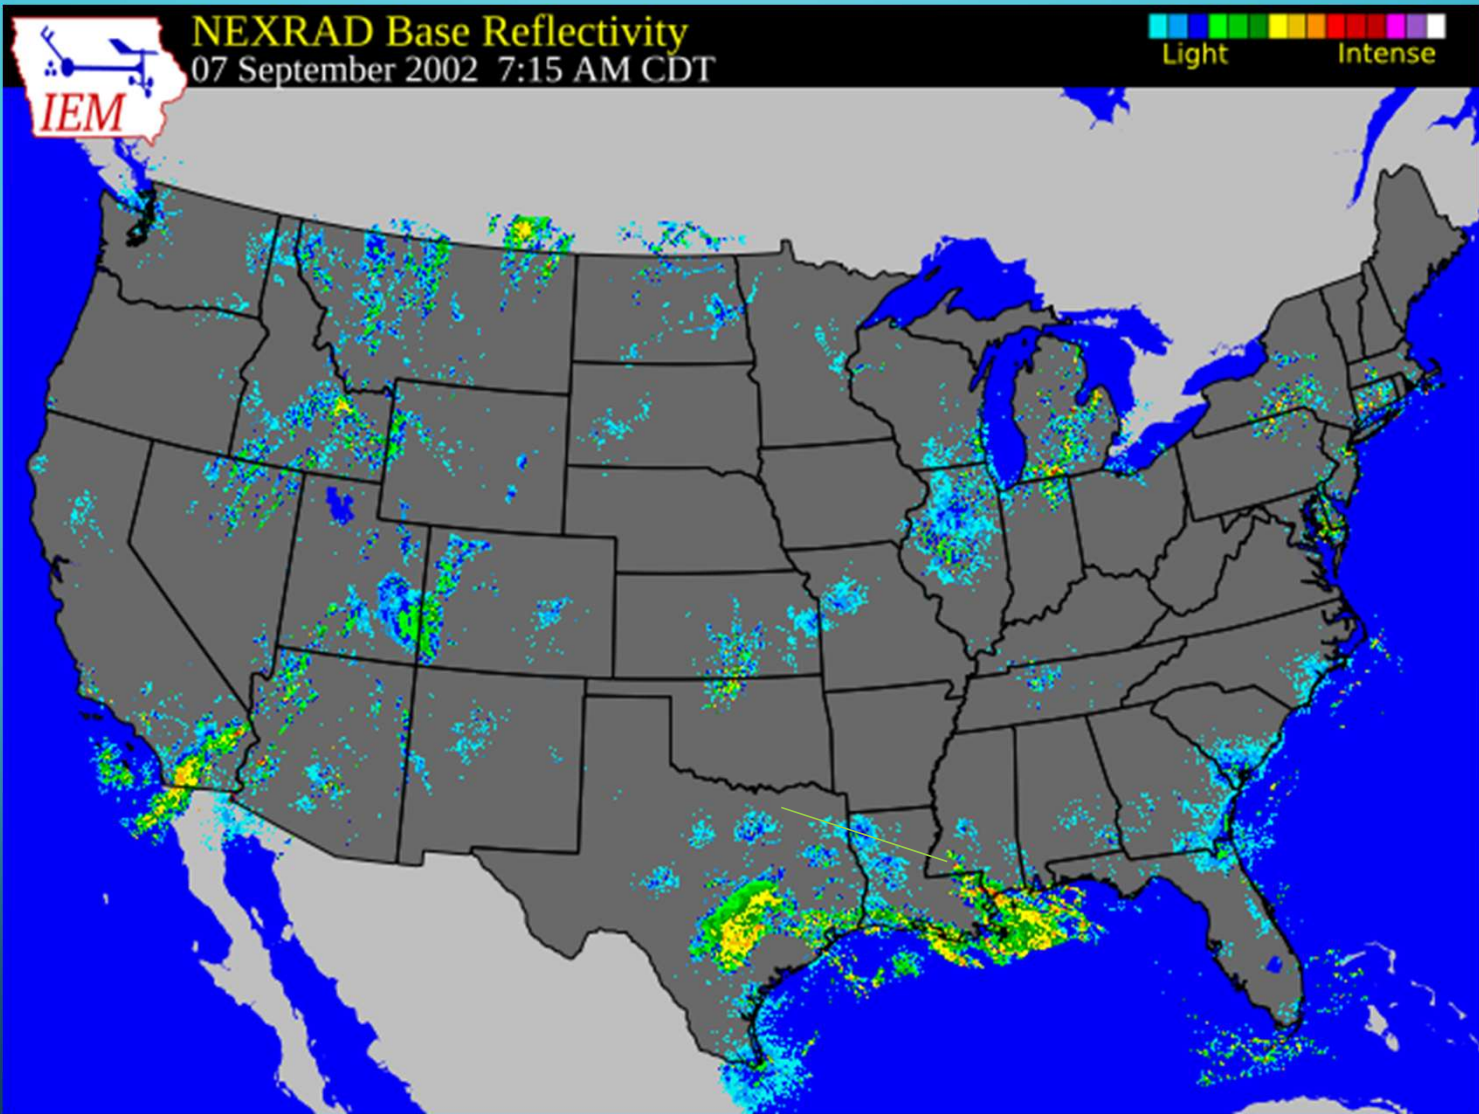 NEXRAD Base Reflectivity
07 September 2002  7:15 AM CDT
IEM
Light
Intense